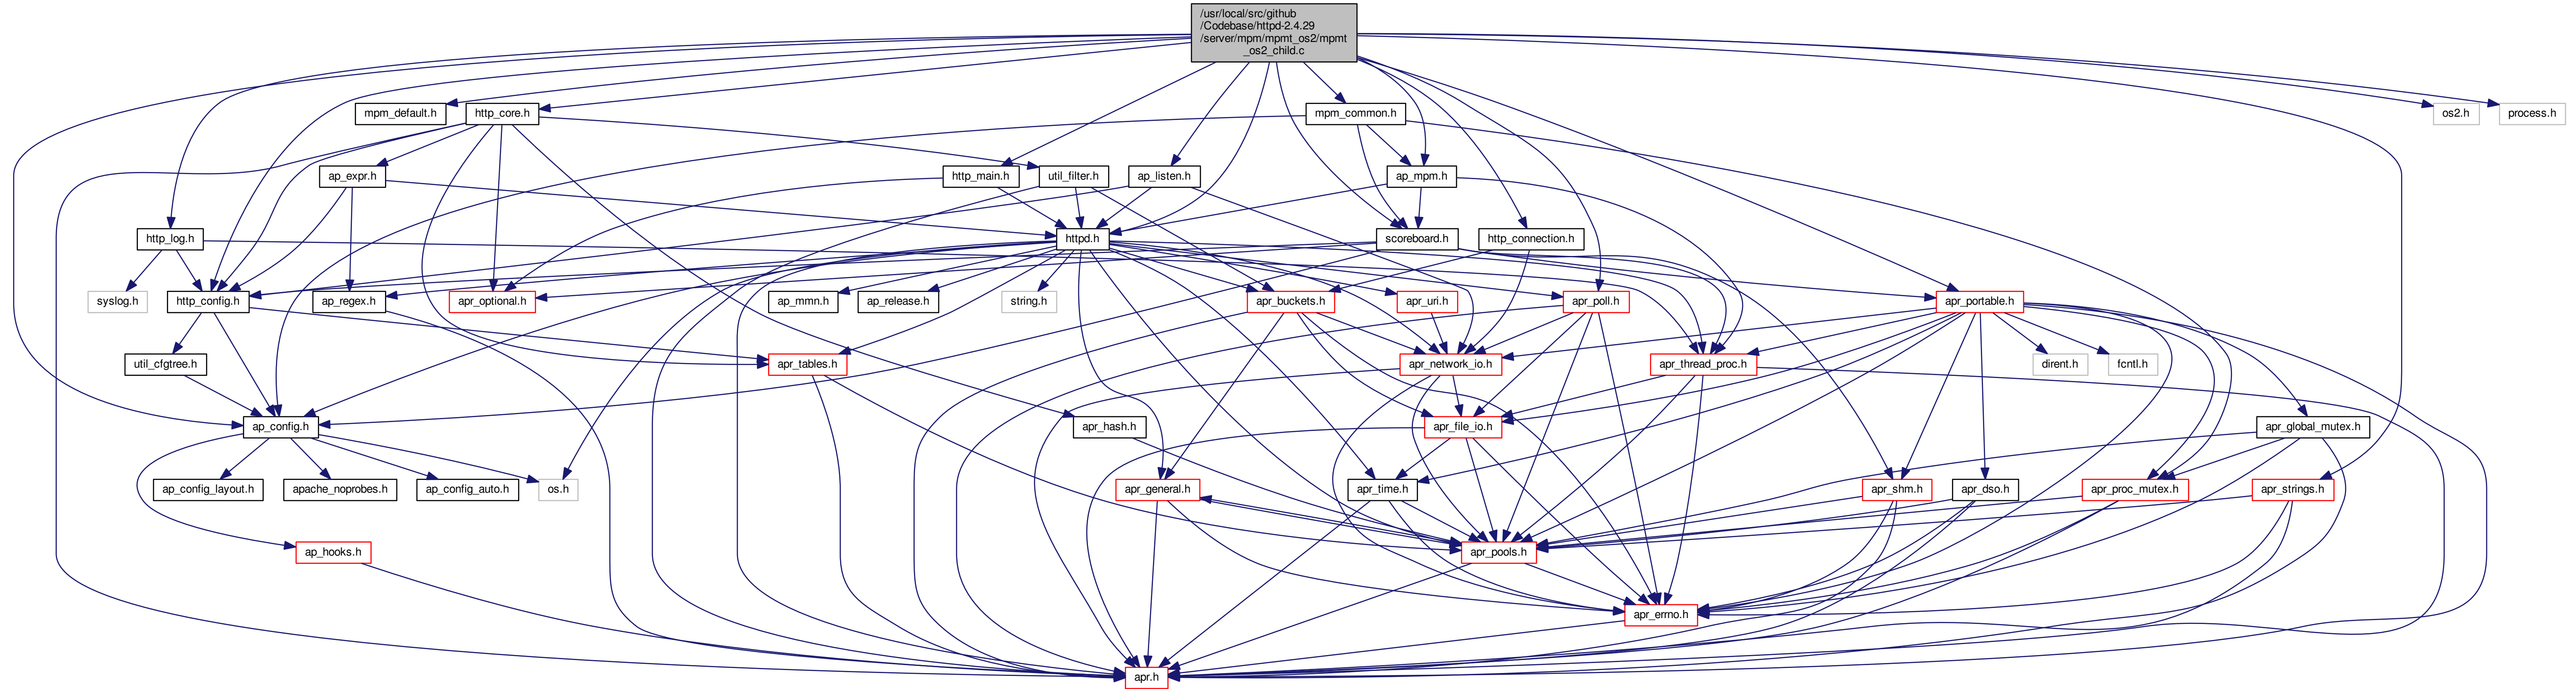 /usr/local/src/github
/Codebase/httpd-2.4.29
/server/mpm/mpmt_os2/mpmt
_os2_child.c
mpm_default.h
http_core.h
mpm_common.h
os2.h
process.h
ap_expr.h
http_main.h
util_filter.h
ap_listen.h
ap_mpm.h
http_log.h
httpd.h
scoreboard.h
http_connection.h
syslog.h
http_config.h
ap_regex.h
apr_optional.h
ap_mmn.h
ap_release.h
string.h
apr_buckets.h
apr_uri.h
apr_poll.h
apr_portable.h
util_cfgtree.h
apr_tables.h
apr_network_io.h
apr_thread_proc.h
dirent.h
fcntl.h
ap_config.h
apr_hash.h
apr_file_io.h
apr_global_mutex.h
ap_config_layout.h
apache_noprobes.h
ap_config_auto.h
os.h
apr_general.h
apr_time.h
apr_shm.h
apr_dso.h
apr_proc_mutex.h
apr_strings.h
ap_hooks.h
apr_pools.h
apr_errno.h
apr.h